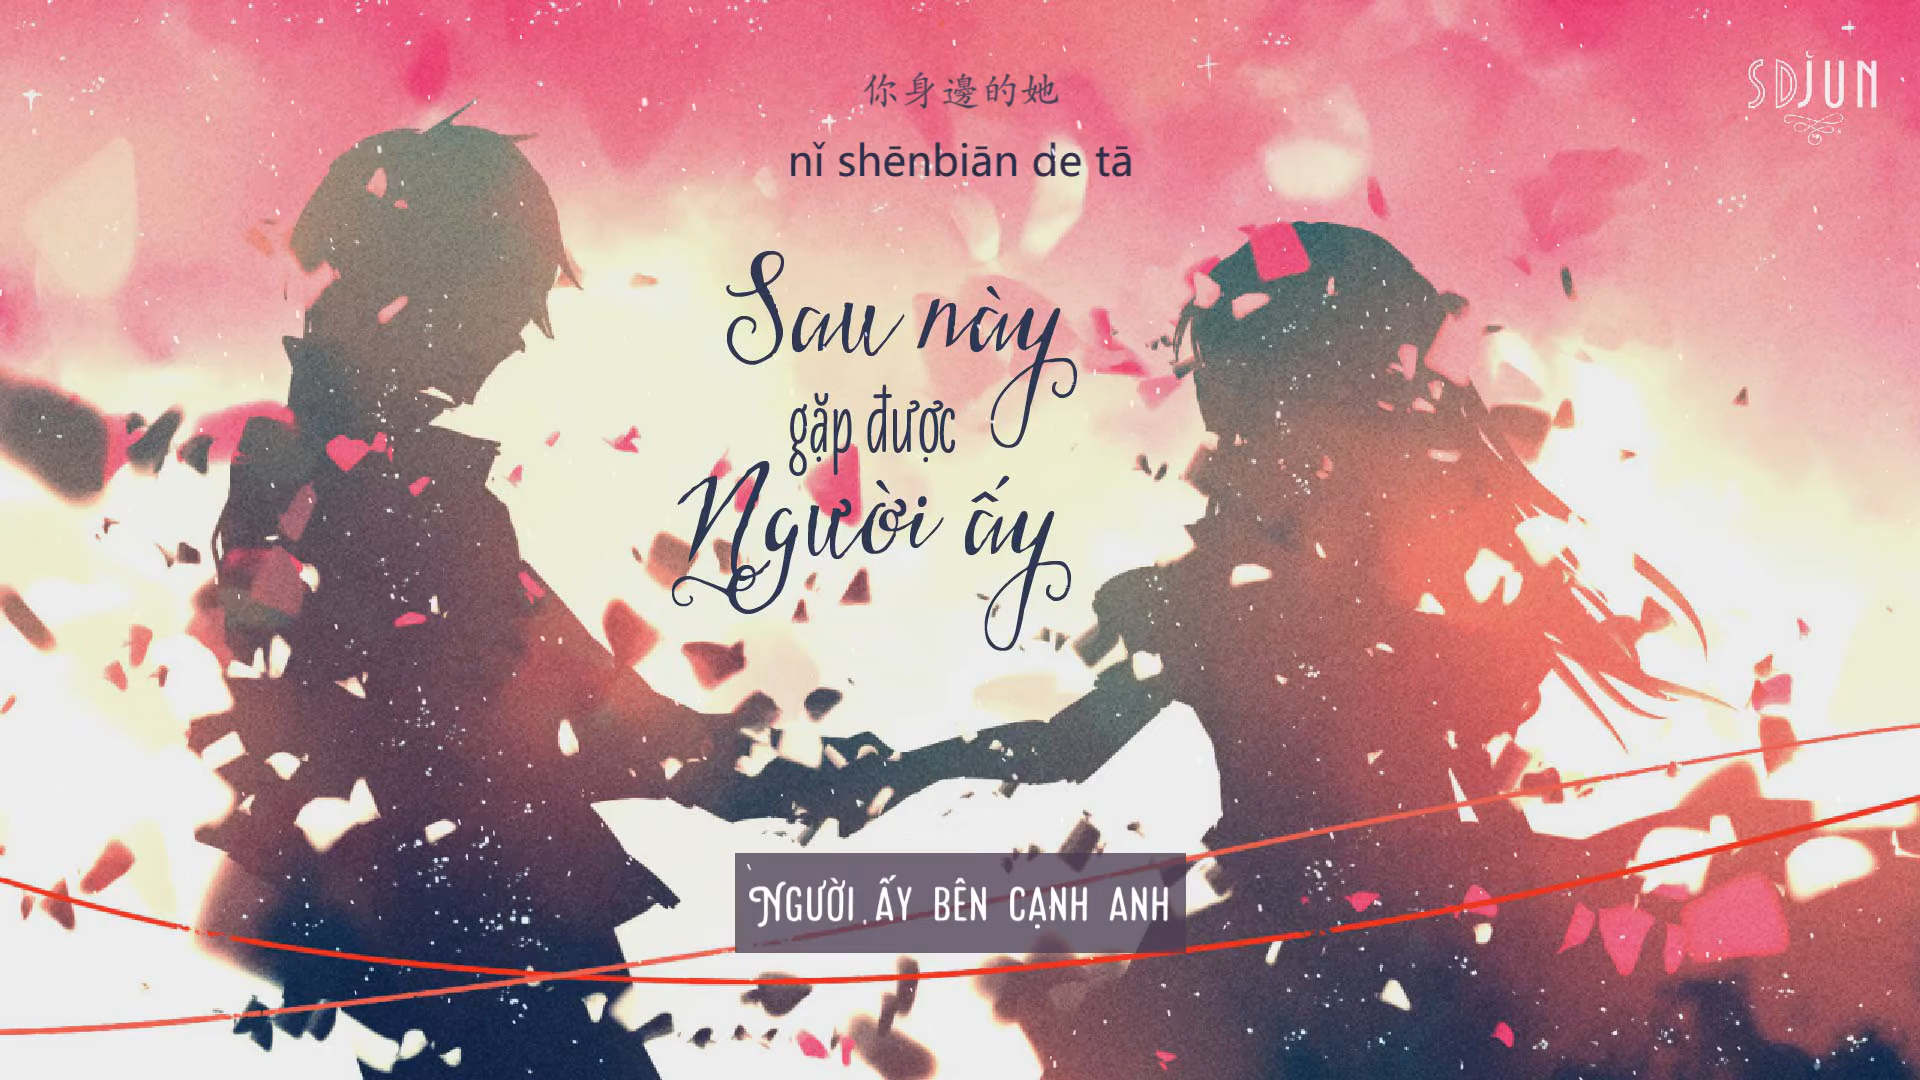 你身邊的她
SDJUN
nǐ shēnbiān de tā
Sau này
gặp được
Người ấy
Người ấy bên cạnh anh